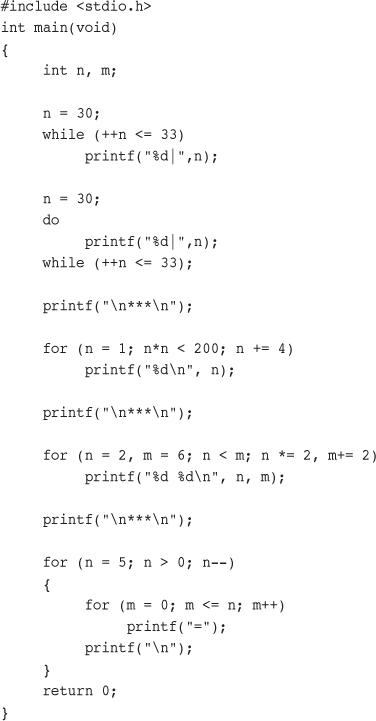 #include <stdio.h>
int main(void)
{
     int n, m;

     n = 30;
     while (++n <= 33)
          printf("%d|",n);

     n = 30;
     do
          printf("%d|",n);
     while (++n <= 33);

     printf("\n***\n");

     for (n = 1; n*n < 200; n += 4)
          printf("%d\n", n);

     printf("\n***\n");

     for (n = 2, m = 6; n < m; n *= 2, m+= 2)
          printf("%d %d\n", n, m);

     printf("\n***\n");

     for (n = 5; n > 0; n--)
     {
          for (m = 0; m <= n; m++)
               printf("=");
          printf("\n");
     }
     return 0;
}